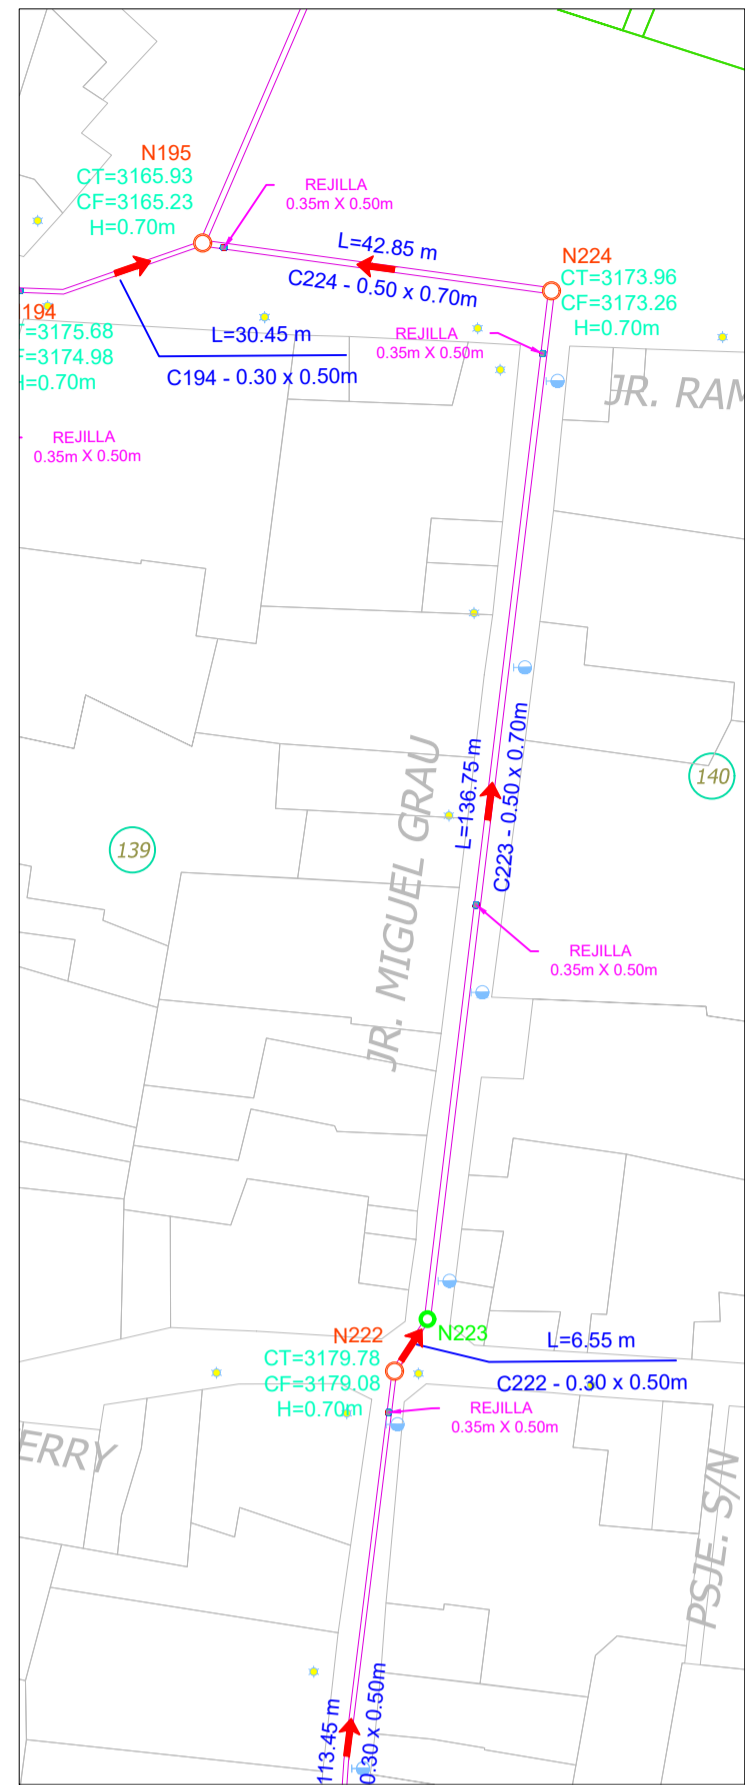 N195
CT=3165.93
CF=3165.23
H=0.70m
REJILLA
0.35m X 0.50m
L=42.85 m
C224 - 0.50 x 0.70m
N224
CT=3173.96
CF=3173.26
H=0.70m
194
=3175.68
=3174.98
H=0.70m
L=30.45 m
C194 - 0.30 x 0.50m
REJILLA
0.35m X 0.50m
JR. RAM
REJILLA
0.35m X 0.50m
L=136.75 m
C223 - 0.50 x 0.70m
JR. MIGUEL GRAU
139
140
REJILLA
0.35m X 0.50m
N222
CT=3179.78
CF=3179.08
H=0.70m
N223
L=6.55 m
C222 - 0.30 x 0.50m
REJILLA
0.35m X 0.50m
ERRY
PSJE. S/N
113.45 m
0.30 x 0.50m